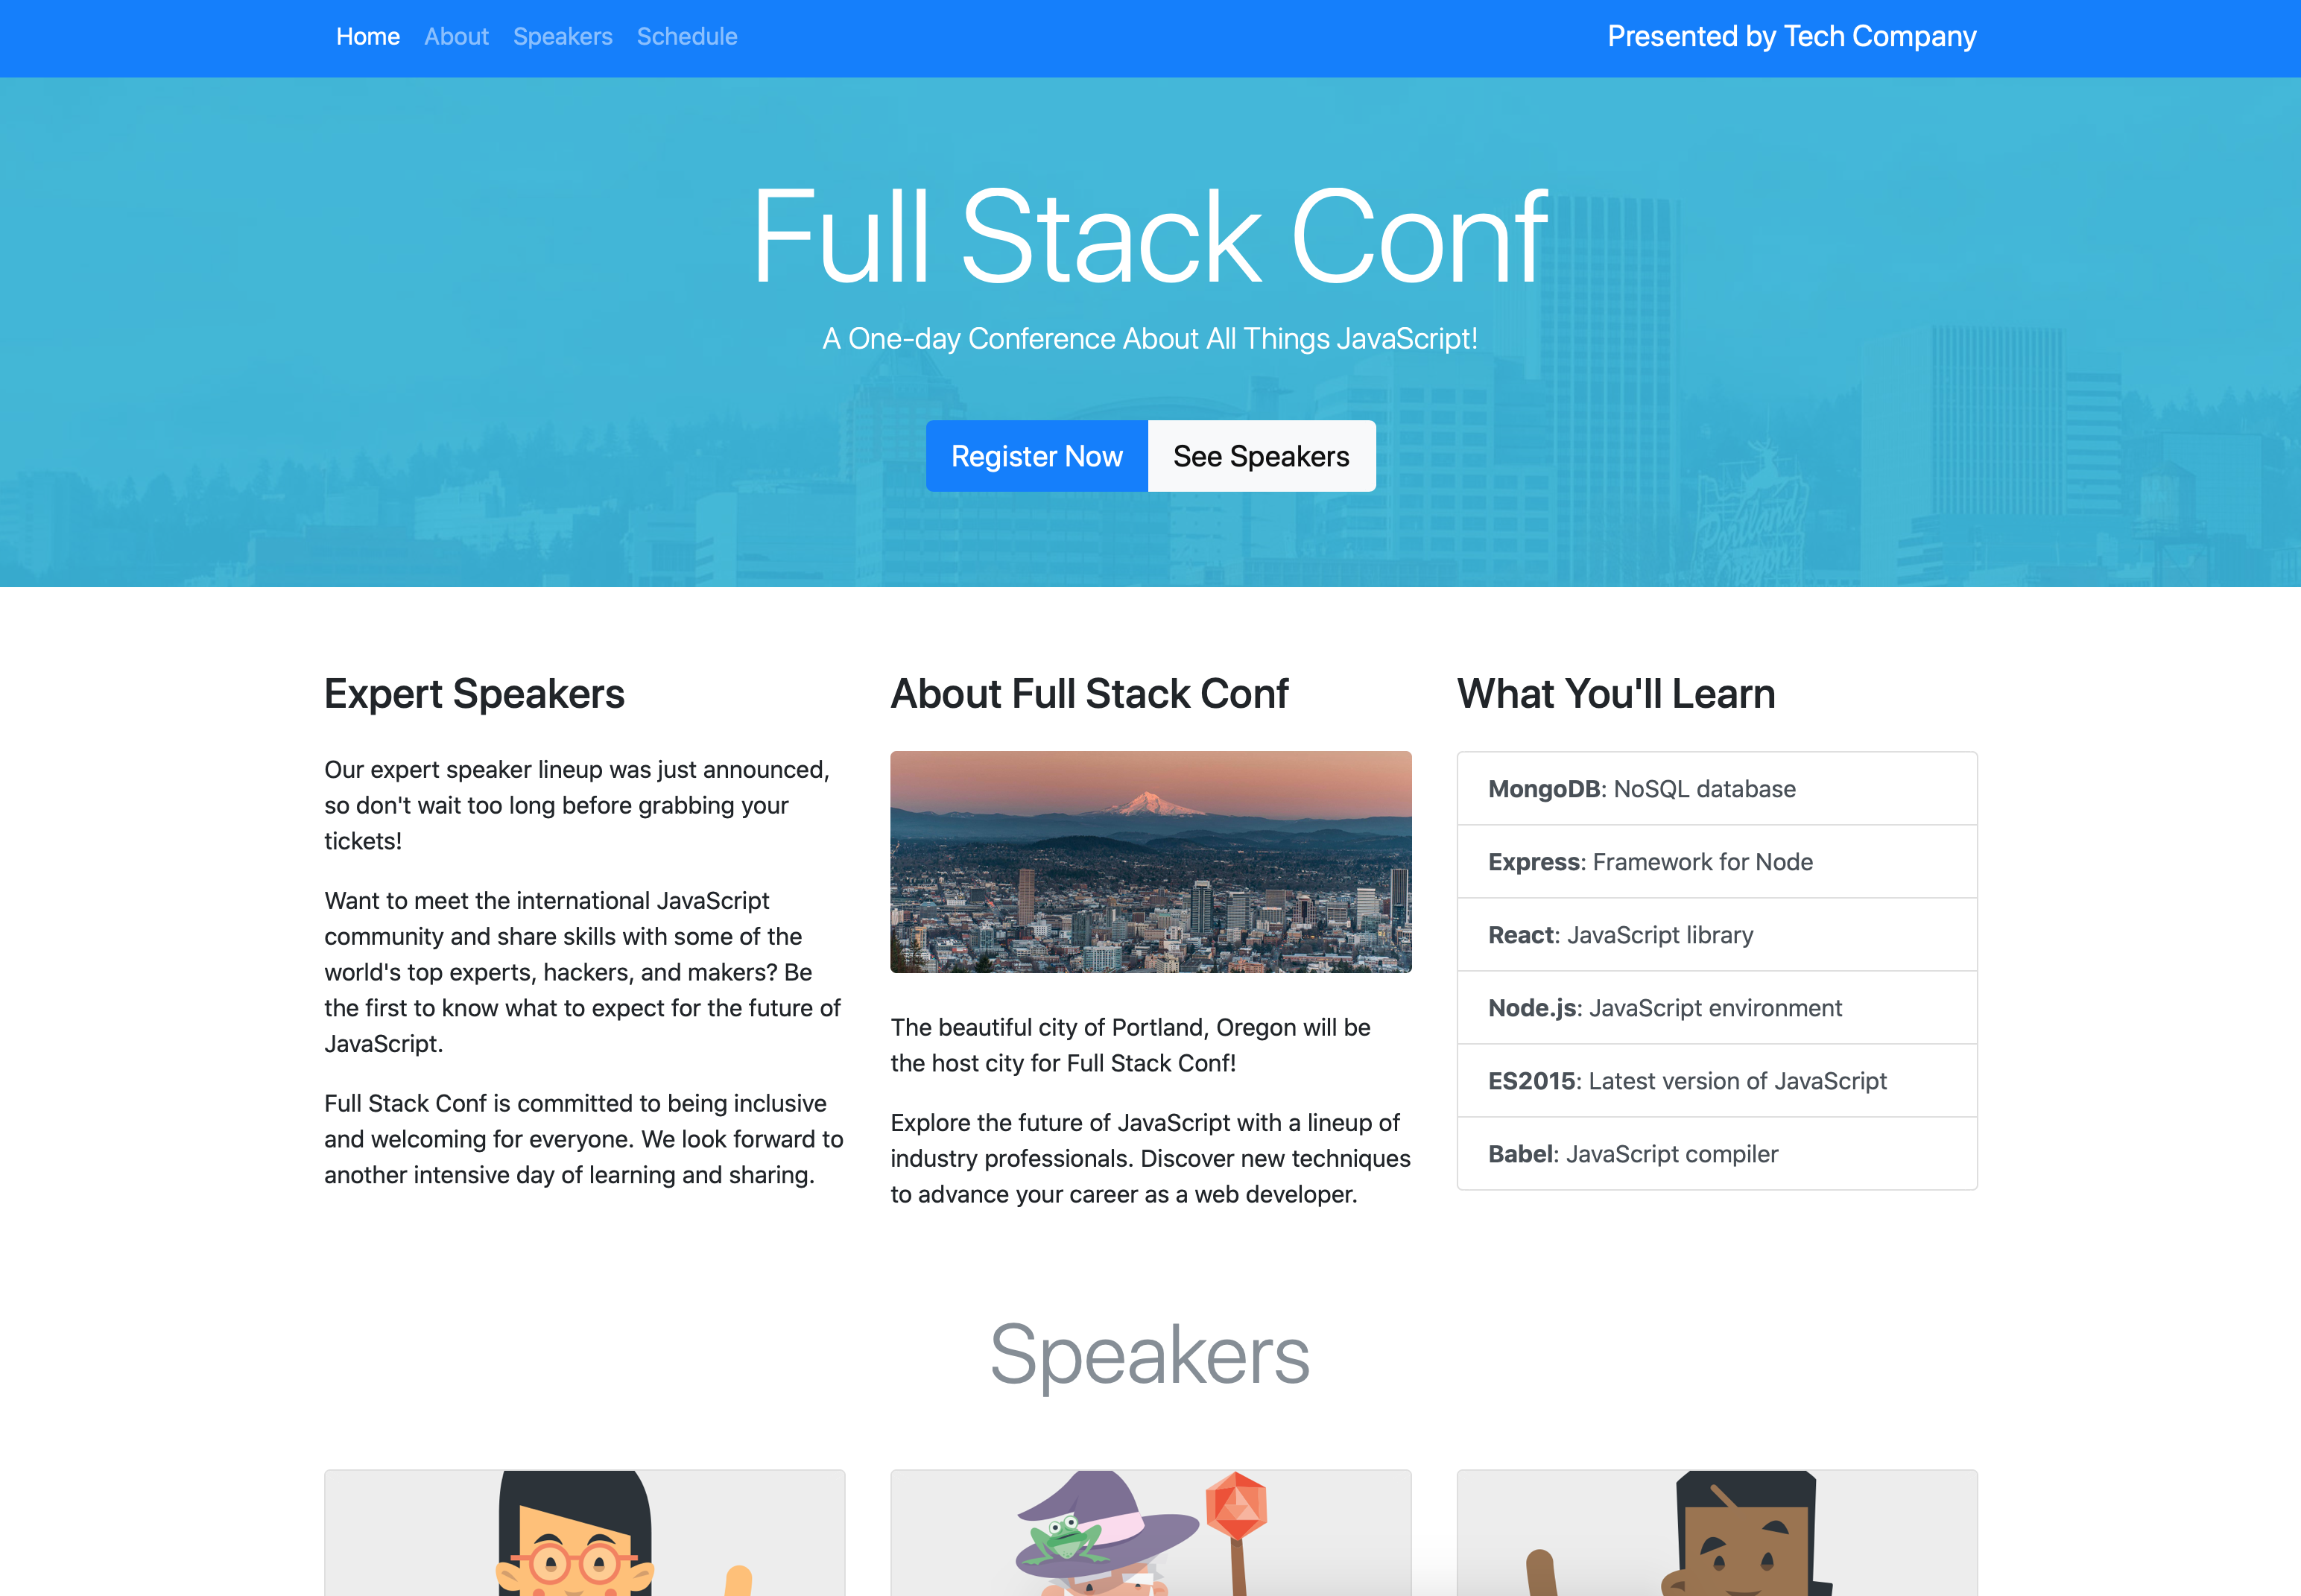 Home About Speakers Schedule Presented by Tech Company
Full Stack Conf
A One-day Conference About All Things JavaScript!
Register Now See Speakers
Portland
Oregon
Expert Speakers
Our expert speaker lineup was just announced,
so don't wait too long before grabbing your
tickets!
Want to meet the international JavaScript
community and share skills with some of the
world's top experts, hackers, and makers? Be
the first to know what to expect for the future of
JavaScript.
Full Stack Conf is committed to being inclusive
and welcoming for everyone. We look forward to
another intensive day of learning and sharing.
About Full Stack Conf
The beautiful city of Portland, Oregon will be
the host city for Full Stack Conf!
Explore the future of JavaScript with a lineup of
industry professionals. Discover new techniques
to advance your career as a web developer.
What You'll Learn
MongoDB: NoSQL database
Express: Framework for Node
React: JavaScript library
Node.js: JavaScript environment
ES2015: Latest version of JavaScript
Babel: JavaScript compiler
Speakers